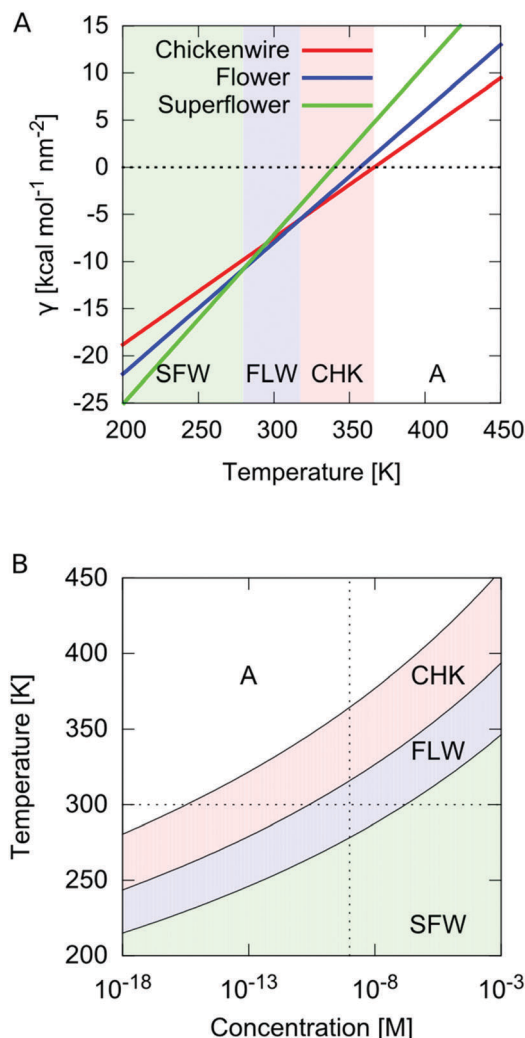 A
15
10
5
0
-5
-10
-15
-20
-25
γ [kcal mol⁻¹ nm⁻²]
Chickenwire
Flower
Superflower
SFW FLW CHK A
200 250 300 350 400 450
Temperature [K]
B
450
400
350
300
250
200
Temperature [K]
A
CHK
FLW
SFW
10⁻¹⁸ 10⁻¹³ 10⁻⁸ 10⁻³
Concentration [M]